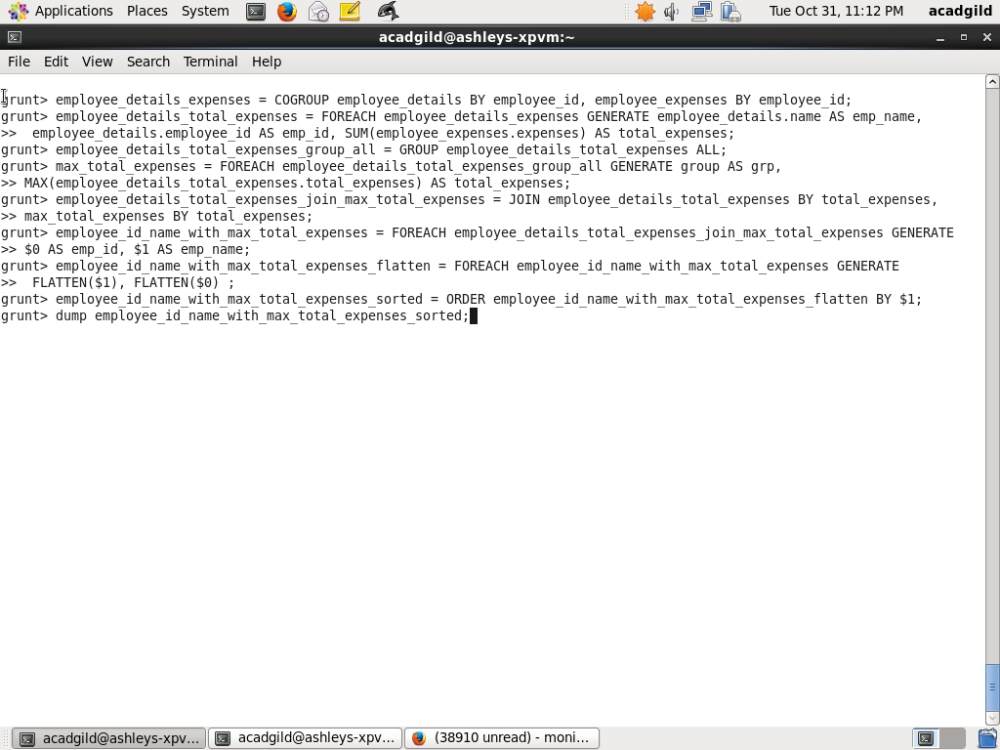 Applications Places System
Tue Oct 31, 11:12 PM acadgild
acadgild@ashleys-xpvm:~
File Edit View Search Terminal Help
grunt> employee_details_expenses = COGROUP employee_details BY employee_id, employee_expenses BY employee_id;
grunt> employee_details_total_expenses = FOREACH employee_details_expenses GENERATE employee_details.name AS emp_name,
>>  employee_details.employee_id AS emp_id, SUM(employee_expenses.expenses) AS total_expenses;
grunt> employee_details_total_expenses_group_all = GROUP employee_details_total_expenses ALL;
grunt> max_total_expenses = FOREACH employee_details_total_expenses_group_all GENERATE group AS grp,
>> MAX(employee_details_total_expenses.total_expenses) AS total_expenses;
grunt> employee_details_total_expenses_join_max_total_expenses = JOIN employee_details_total_expenses BY total_expenses,
>> max_total_expenses BY total_expenses;
grunt> employee_id_name_with_max_total_expenses = FOREACH employee_details_total_expenses_join_max_total_expenses GENERATE
>> $0 AS emp_id, $1 AS emp_name;
grunt> employee_id_name_with_max_total_expenses_flatten = FOREACH employee_id_name_with_max_total_expenses GENERATE
>>  FLATTEN($1), FLATTEN($0) ;
grunt> employee_id_name_with_max_total_expenses_sorted = ORDER employee_id_name_with_max_total_expenses_flatten BY $1;
grunt> dump employee_id_name_with_max_total_expenses_sorted;
acadgild@ashleys-xpv... acadgild@ashleys-xpv... (38910 unread) - moni...